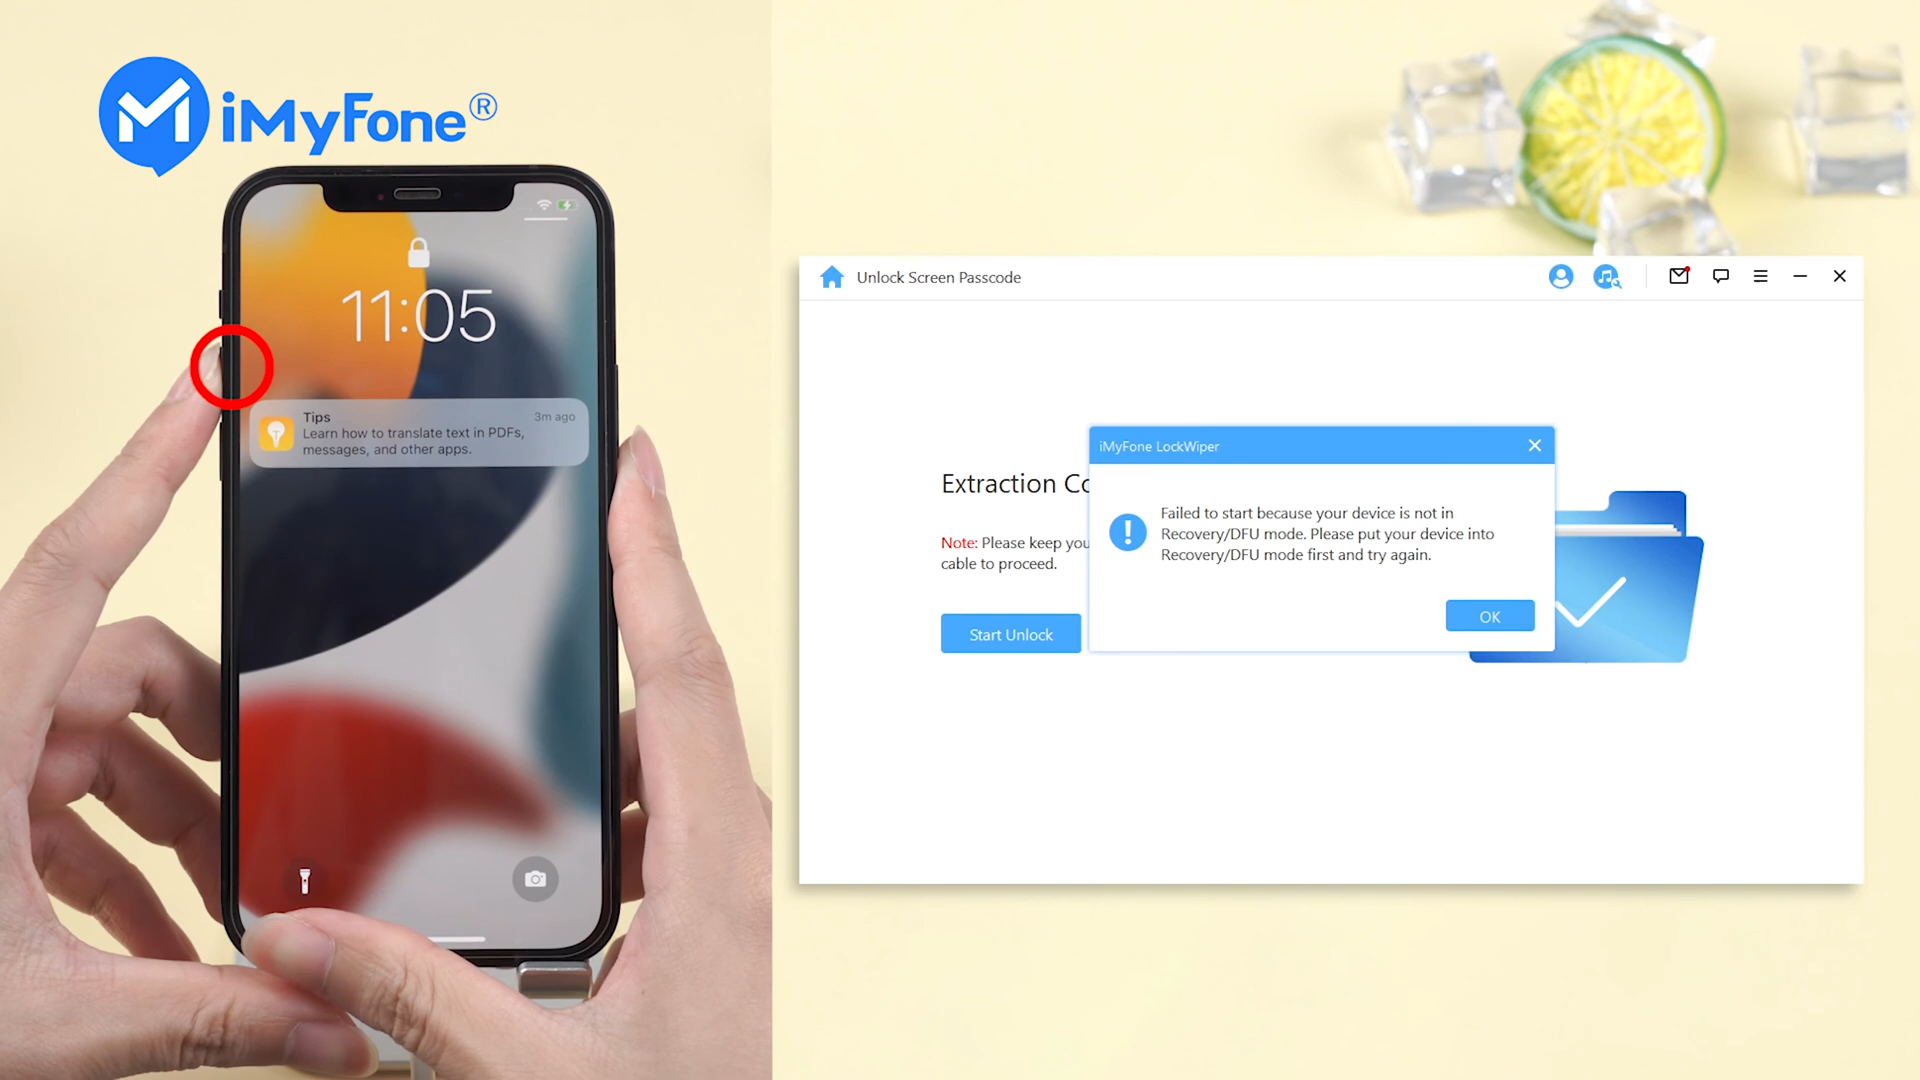 iMyFone®
11:05
Tips
3m ago
Learn how to translate text in PDFs,
messages, and other apps.
Unlock Screen Passcode
Extraction Co
Note: Please keep you
cable to proceed.
Start Unlock
iMyFone LockWiper
Failed to start because your device is not in
Recovery/DFU mode. Please put your device into
Recovery/DFU mode first and try again.
OK